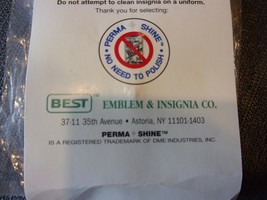 Do not attempt to clean insignia on a uniform.
Thank you for selecting:
• PERMA + SHINE™ •
NO NEED TO POLISH
BEST EMBLEM & INSIGNIA CO.
37-11 35th Avenue • Astoria, NY 11101-1403
PERMA + SHINE™
IS A REGISTERED TRADEMARK OF DME INDUSTRIES, INC.